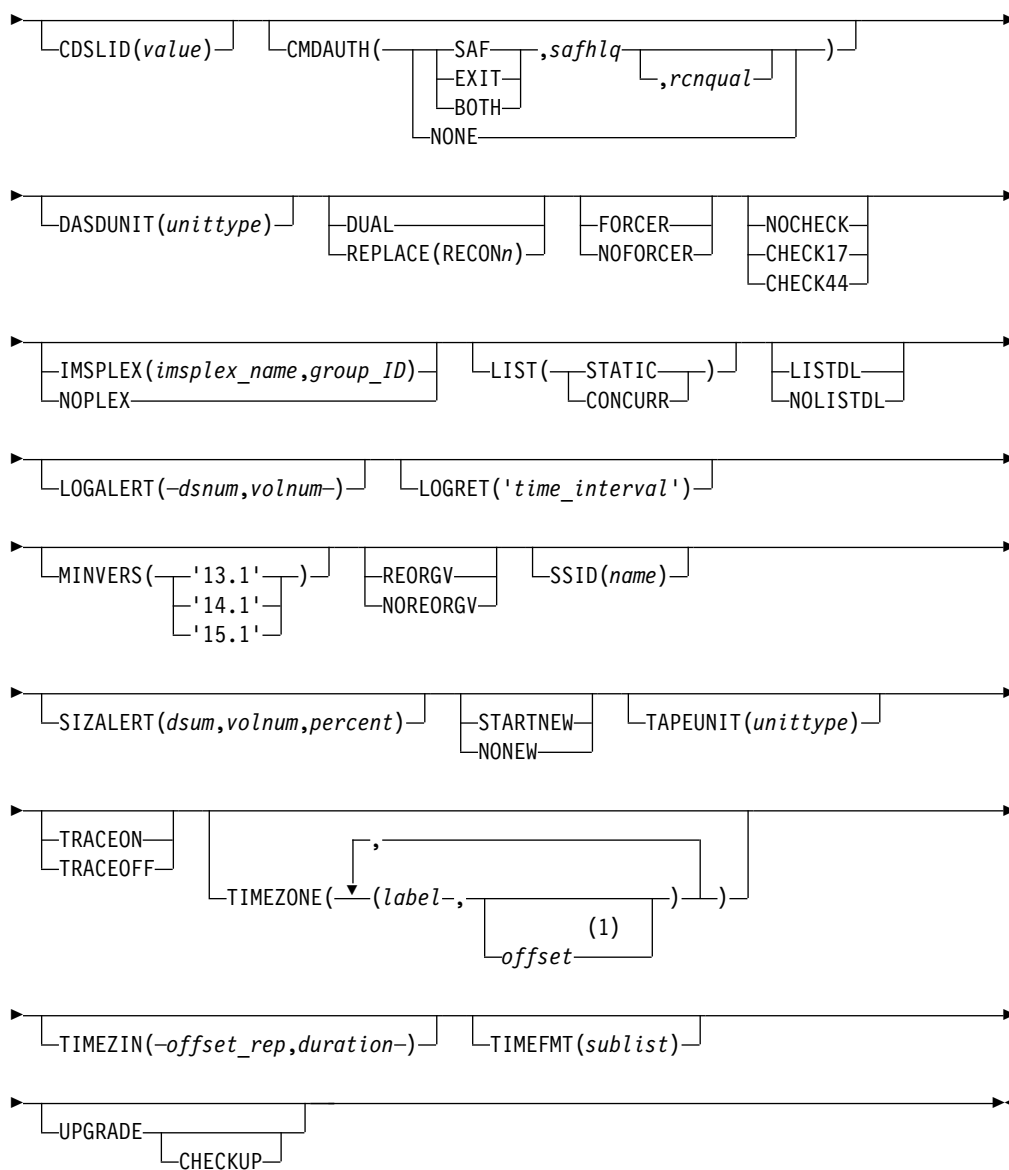 CDSLID(value) CMDAUTH( SAF ,safhlq )
EXIT ,rcnqual
BOTH
NONE
DASDUNIT(unittype) DUAL FORCER NOCHECK
REPLACE(RECONn) NOFORCER CHECK17
CHECK44
IMSPLEX(imsplex_name,group_ID) LIST( STATIC ) LISTDL
NOPLEX CONCURR NOLISTDL
LOGALERT(dsnum,volnum) LOGRET('time_interval')
MINVERS( '13.1' ) REORGV SSID(name)
'14.1' NOREORGV
'15.1'
SIZALERT(dsum,volnum,percent) STARTNEW TAPEUNIT(unittype)
NONEW
TRACEON ,
TRACEOFF
TIMEZONE( (label , ) )
(1)
offset
TIMEZIN(offset_rep,duration) TIMEFMT(sublist)
UPGRADE
CHECKUP